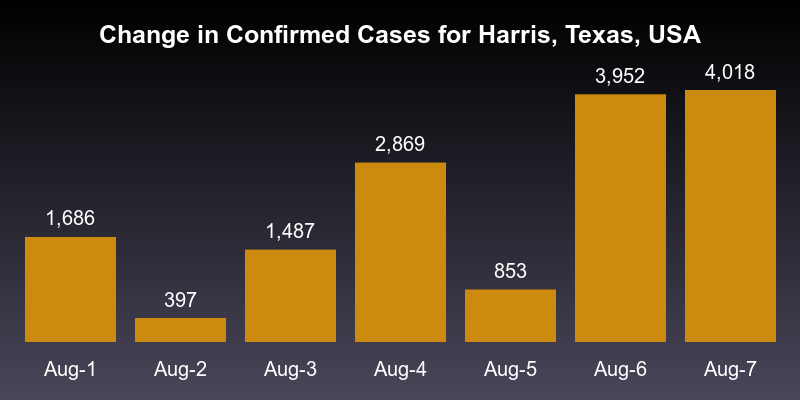 Change in Confirmed Cases for Harris, Texas, USA
1,686
397
1,487
2,869
853
3,952
4,018
Aug-1
Aug-2
Aug-3
Aug-4
Aug-5
Aug-6
Aug-7